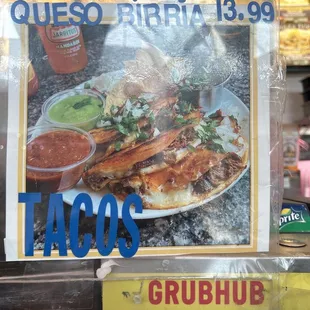 QUESO BIRRIA 13.99
TACOS
Sprite
GRUBHUB